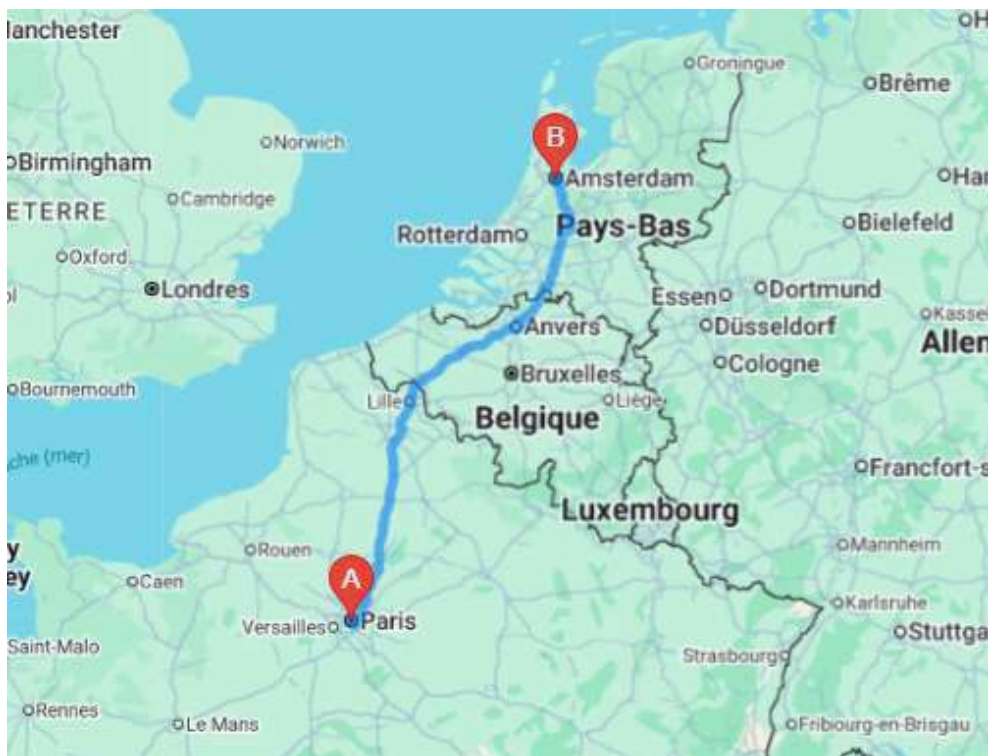 Manchester
Groningue
Brême
Norwich
B
Birmingham
Amsterdam
Cambridge
ETERRE
Pays-Bas
Bielefeld
Rotterdam
Oxford
Londres
Essen
Dortmund
Anvers
Düsseldorf
Kassel
Allen
Cologne
Bruxelles
Bournemouth
Lille
Liège
Belgique
che (mer)
Francfort-s
Luxembourg
Rouen
Mannheim
ey
A
Caen
Karlsruhe
Paris
Versailles
Stuttga
Saint-Malo
Strasbourg
Rennes
Le Mans
Fribourg-en-Brisgau